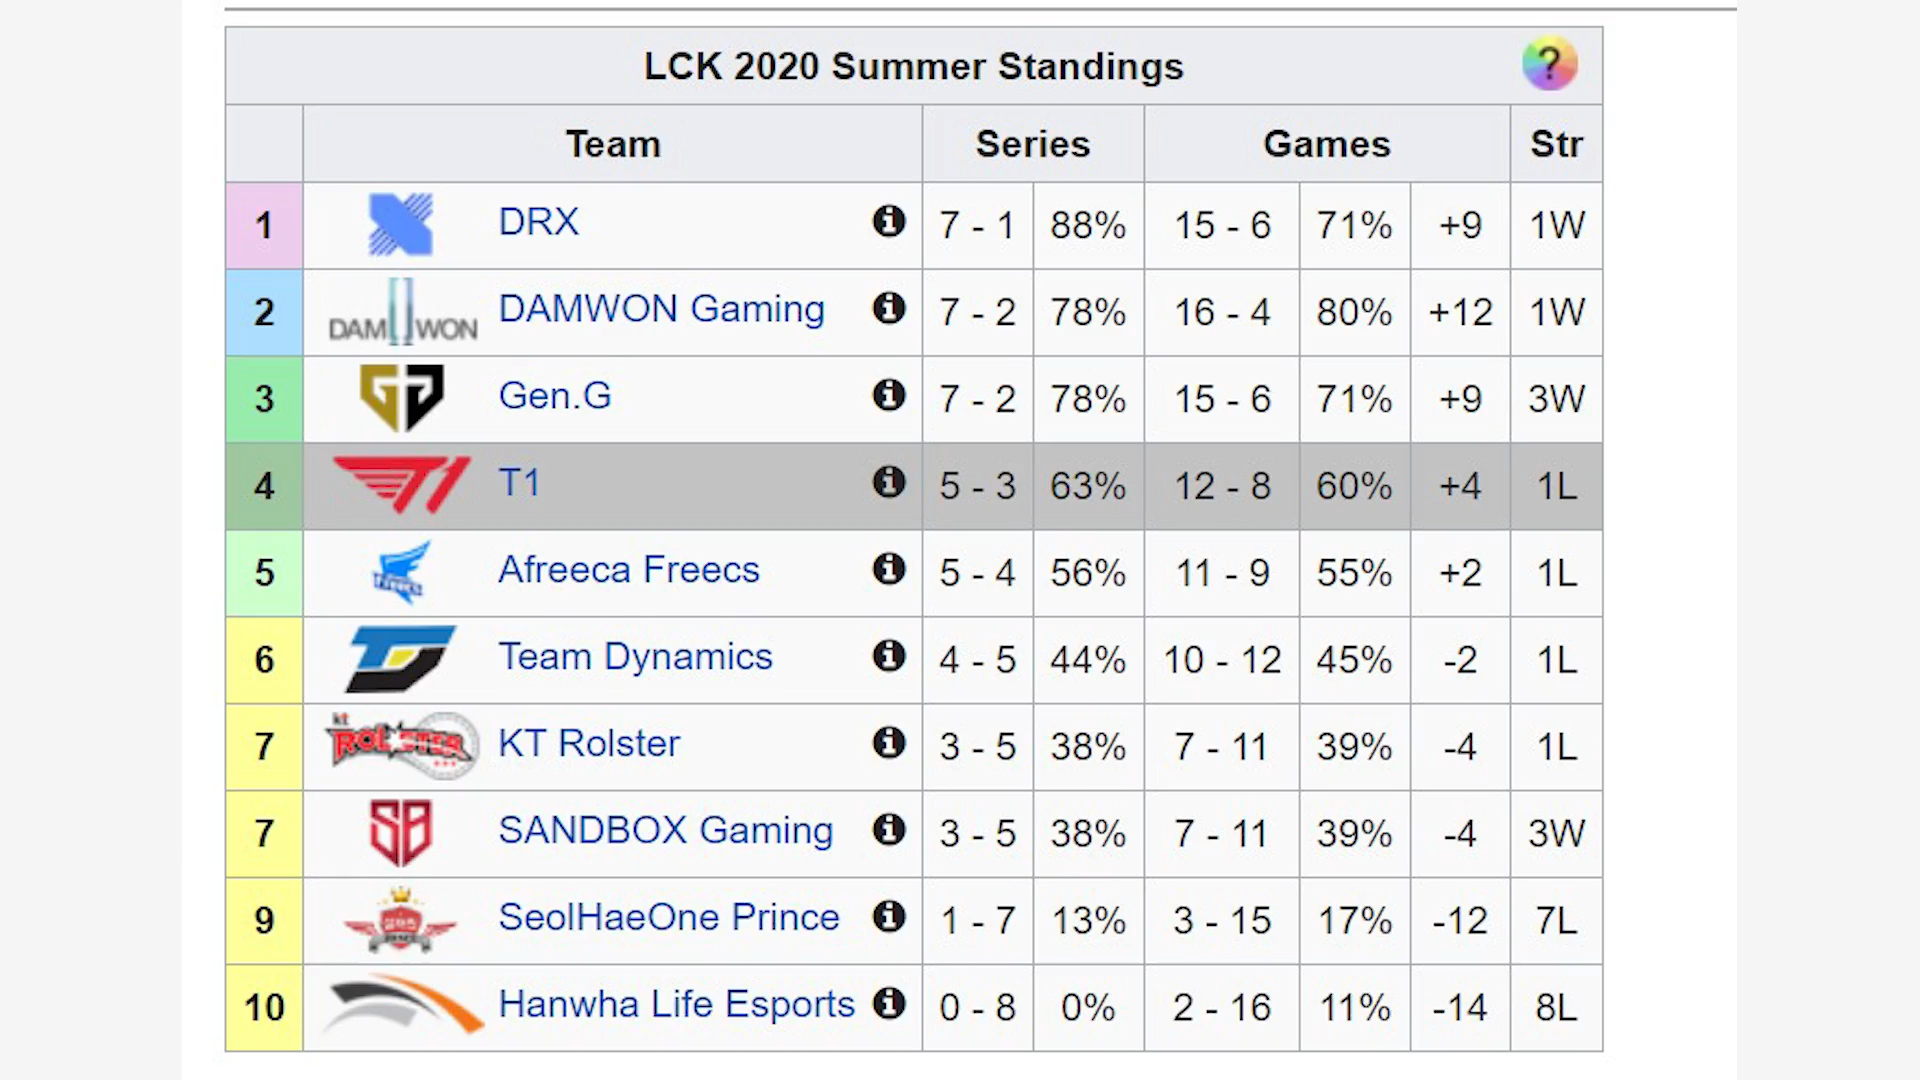 LCK 2020 Summer Standings ?
Team Series Games Str
1 DRX 7 - 1 88% 15 - 6 71% +9 1W
2 DAMWON DAMWON Gaming 7 - 2 78% 16 - 4 80% +12 1W
3 Gen.G 7 - 2 78% 15 - 6 71% +9 3W
4 T1 T1 5 - 3 63% 12 - 8 60% +4 1L
5 Freecs Afreeca Freecs 5 - 4 56% 11 - 9 55% +2 1L
6 Team Dynamics 4 - 5 44% 10 - 12 45% -2 1L
7 kt ROLSTER KT Rolster 3 - 5 38% 7 - 11 39% -4 1L
7 SB SANDBOX Gaming 3 - 5 38% 7 - 11 39% -4 3W
9 SeolHaeOne Prince 1 - 7 13% 3 - 15 17% -12 7L
10 Hanwha Life Esports 0 - 8 0% 2 - 16 11% -14 8L